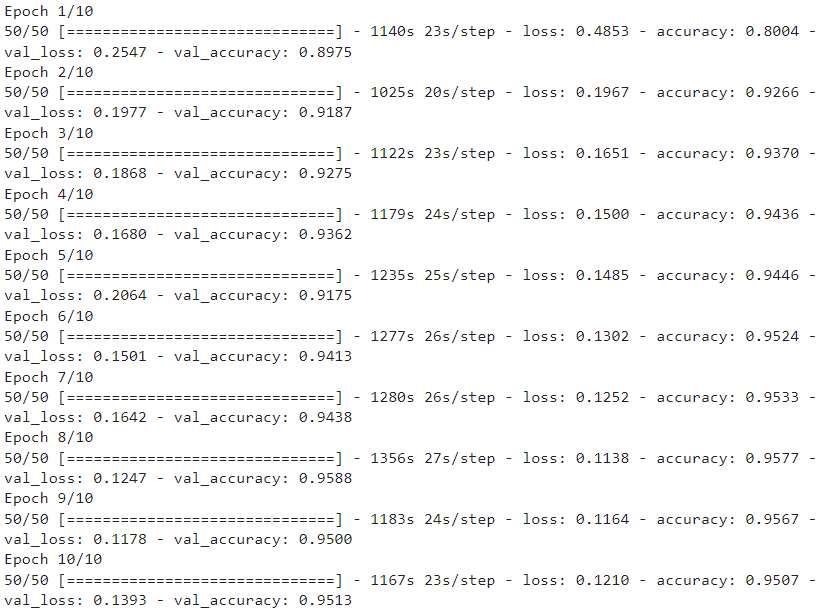 Epoch 1/10
50/50 [==============================] - 1140s 23s/step - loss: 0.4853 - accuracy: 0.8004 -
val_loss: 0.2547 - val_accuracy: 0.8975
Epoch 2/10
50/50 [==============================] - 1025s 20s/step - loss: 0.1967 - accuracy: 0.9266 -
val_loss: 0.1977 - val_accuracy: 0.9187
Epoch 3/10
50/50 [==============================] - 1122s 23s/step - loss: 0.1651 - accuracy: 0.9370 -
val_loss: 0.1868 - val_accuracy: 0.9275
Epoch 4/10
50/50 [==============================] - 1179s 24s/step - loss: 0.1500 - accuracy: 0.9436 -
val_loss: 0.1680 - val_accuracy: 0.9362
Epoch 5/10
50/50 [==============================] - 1235s 25s/step - loss: 0.1485 - accuracy: 0.9446 -
val_loss: 0.2064 - val_accuracy: 0.9175
Epoch 6/10
50/50 [==============================] - 1277s 26s/step - loss: 0.1302 - accuracy: 0.9524 -
val_loss: 0.1501 - val_accuracy: 0.9413
Epoch 7/10
50/50 [==============================] - 1280s 26s/step - loss: 0.1252 - accuracy: 0.9533 -
val_loss: 0.1642 - val_accuracy: 0.9438
Epoch 8/10
50/50 [==============================] - 1356s 27s/step - loss: 0.1138 - accuracy: 0.9577 -
val_loss: 0.1247 - val_accuracy: 0.9588
Epoch 9/10
50/50 [==============================] - 1183s 24s/step - loss: 0.1164 - accuracy: 0.9567 -
val_loss: 0.1178 - val_accuracy: 0.9500
Epoch 10/10
50/50 [==============================] - 1167s 23s/step - loss: 0.1210 - accuracy: 0.9507 -
val_loss: 0.1393 - val_accuracy: 0.9513